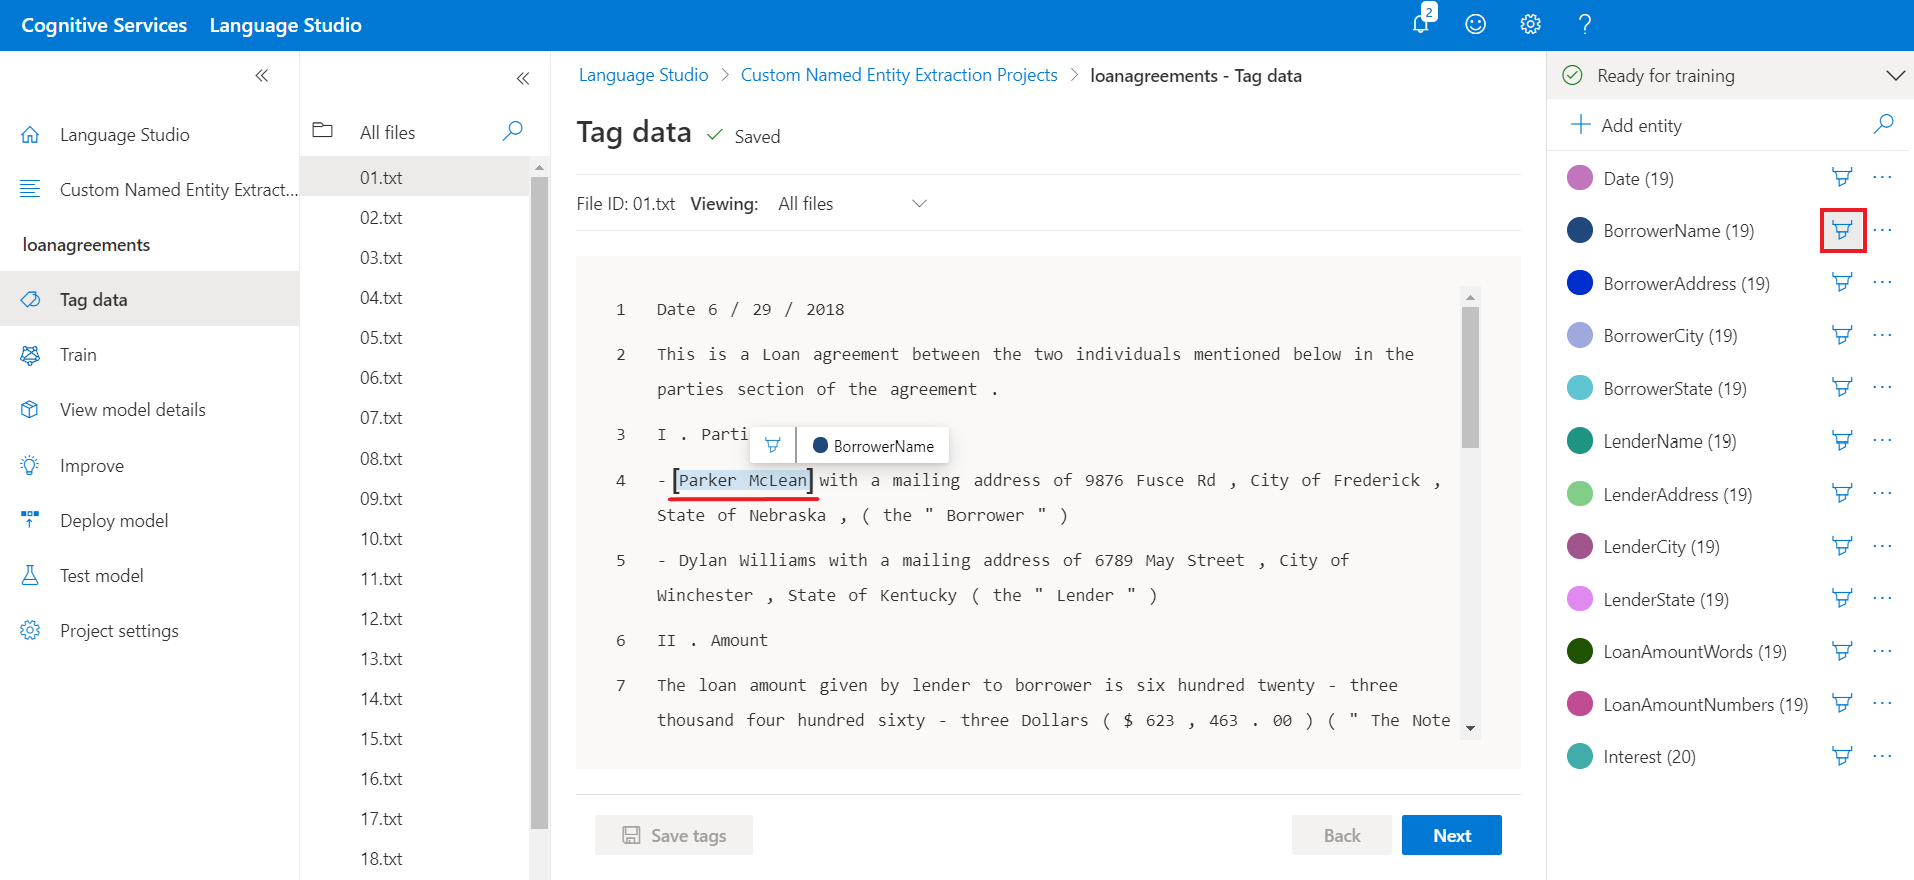 Cognitive Services Language Studio
2
Language Studio
Custom Named Entity Extract...
loanagreements
Tag data
Train
View model details
Improve
Deploy model
Test model
Project settings
All files
01.txt
02.txt
03.txt
04.txt
05.txt
06.txt
07.txt
08.txt
09.txt
10.txt
11.txt
12.txt
13.txt
14.txt
15.txt
16.txt
17.txt
18.txt
Language Studio > Custom Named Entity Extraction Projects > loanagreements - Tag data
Tag data Saved
File ID: 01.txt Viewing: All files
1 Date 6 / 29 / 2018
2 This is a Loan agreement between the two individuals mentioned below in the
parties section of the agreement .
3 I . Parti
BorrowerName
4 - [Parker McLean] with a mailing address of 9876 Fusce Rd , City of Frederick ,
State of Nebraska , ( the " Borrower " )
5 - Dylan Williams with a mailing address of 6789 May Street , City of
Winchester , State of Kentucky ( the " Lender " )
6 II . Amount
7 The loan amount given by lender to borrower is six hundred twenty - three
thousand four hundred sixty - three Dollars ( $ 623 , 463 . 00 ) ( " The Note
Save tags
Back
Next
Ready for training
Add entity
Date (19)
BorrowerName (19)
BorrowerAddress (19)
BorrowerCity (19)
BorrowerState (19)
LenderName (19)
LenderAddress (19)
LenderCity (19)
LenderState (19)
LoanAmountWords (19)
LoanAmountNumbers (19)
Interest (20)